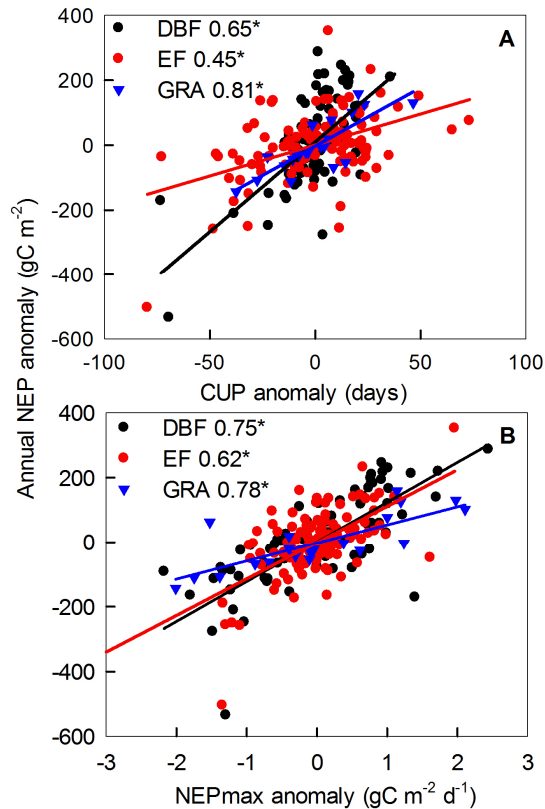 400
DBF 0.65*
A
EF 0.45*
200
GRA 0.81*
0
-200
-400
-600
-100
-50
0
50
100
CUP anomaly (days)
Annual NEP anomaly (gC m-2)
400
DBF 0.75*
B
EF 0.62*
200
GRA 0.78*
0
-200
-400
-600
-3
-2
-1
0
1
2
3
NEPmax anomaly (gC m-2 d-1)